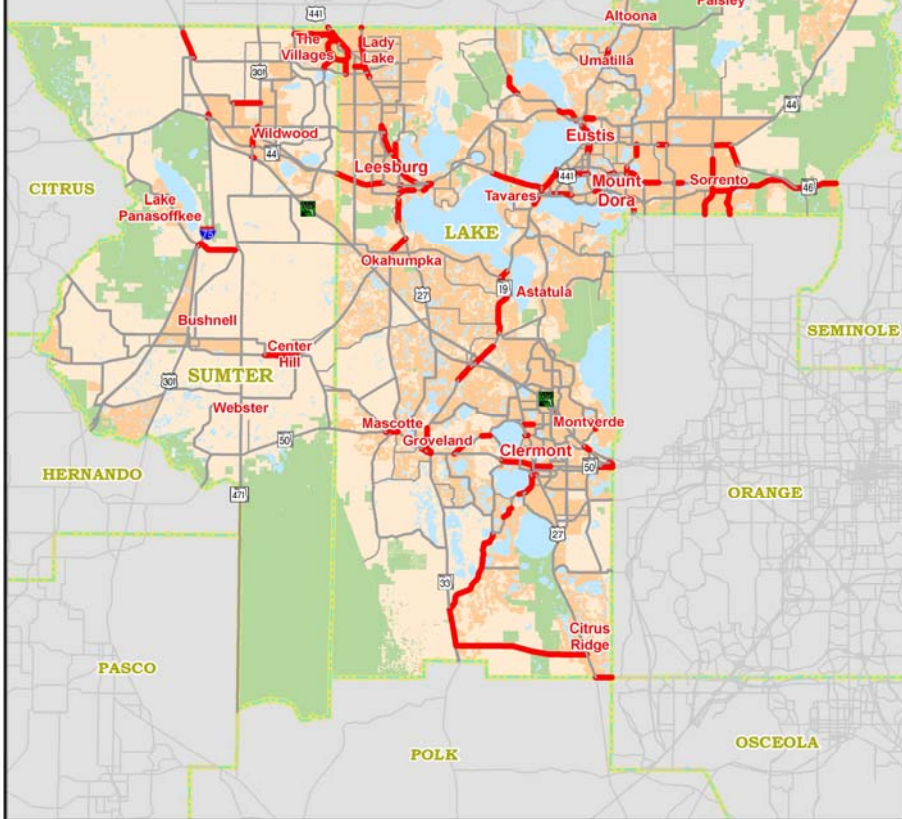 Paisley
441
Altoona
The
Villages
Lady
Lake
Umatilla
301
44
Wildwood
44
Eustis
Leesburg
441
Mount
Dora
Sorrento
46
Tavares
CITRUS
Lake
Panasoffkee
75
LAKE
Okahumpka
27
19
Astatula
Bushnell
SEMINOLE
Center
Hill
301
SUMTER
Webster
50
Mascotte
Groveland
Montverde
Clermont
50
HERNANDO
471
ORANGE
27
33
Citrus
Ridge
PASCO
POLK
OSCEOLA